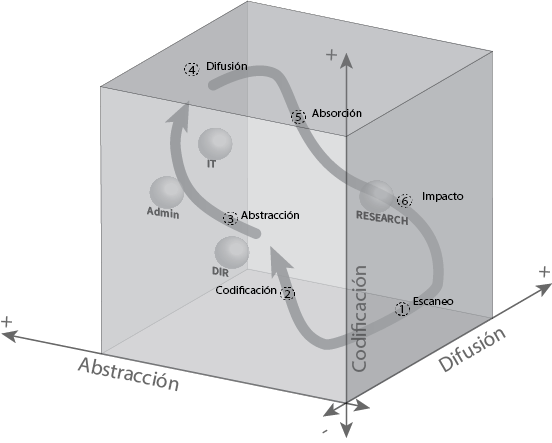 +
④ Difusión
⑤ Absorción
IT
⑥ Impacto
Admin
RESEARCH
③ Abstracción
DIR
+
Codificación ②
① Escaneo
Codificación
+
Difusión
Abstracción
-